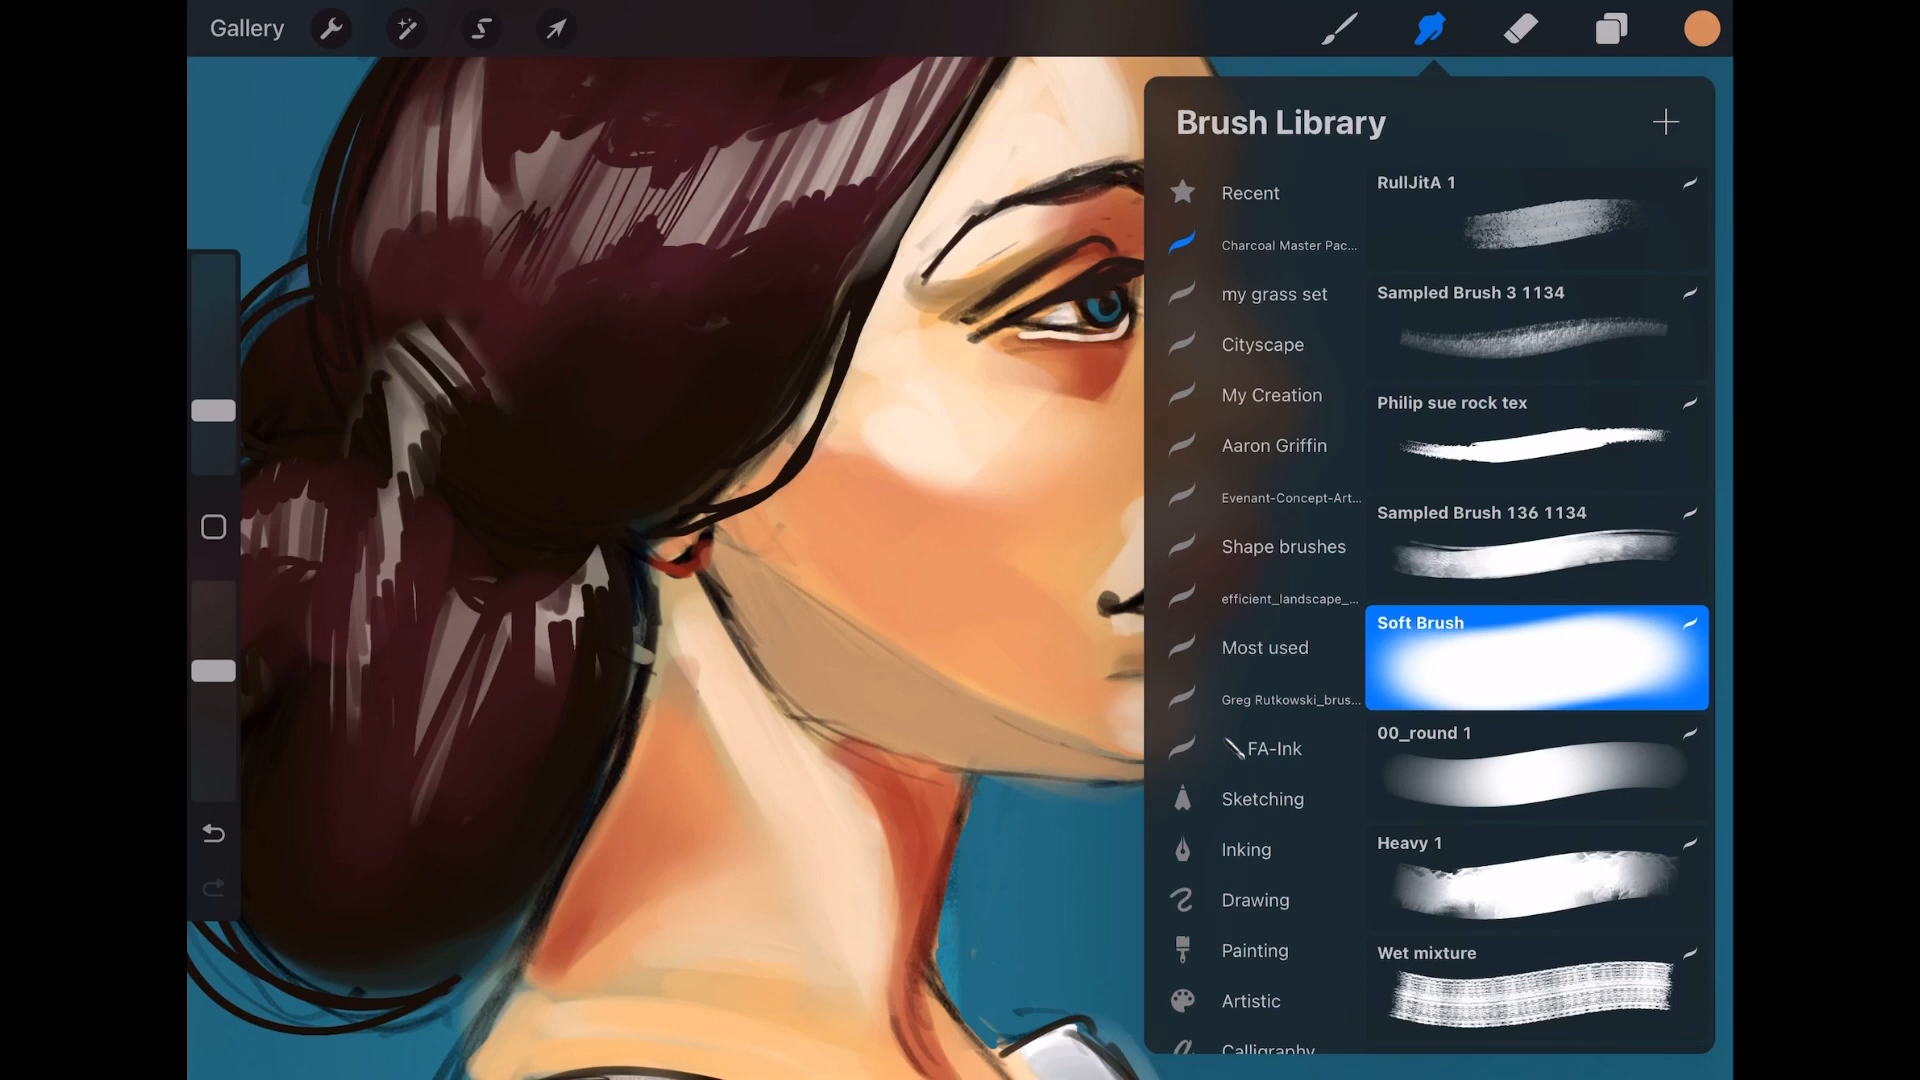 Gallery
Brush Library
Recent
Charcoal Master Pac...
my grass set
Cityscape
My Creation
Aaron Griffin
Evenant-Concept-Art...
Shape brushes
efficient_landscape_...
Most used
Greg Rutkowski_brus...
FA-Ink
Sketching
Inking
Drawing
Painting
Artistic
Calligraphy
RullJitA 1
Sampled Brush 3 1134
Philip sue rock tex
Sampled Brush 136 1134
Soft Brush
00_round 1
Heavy 1
Wet mixture